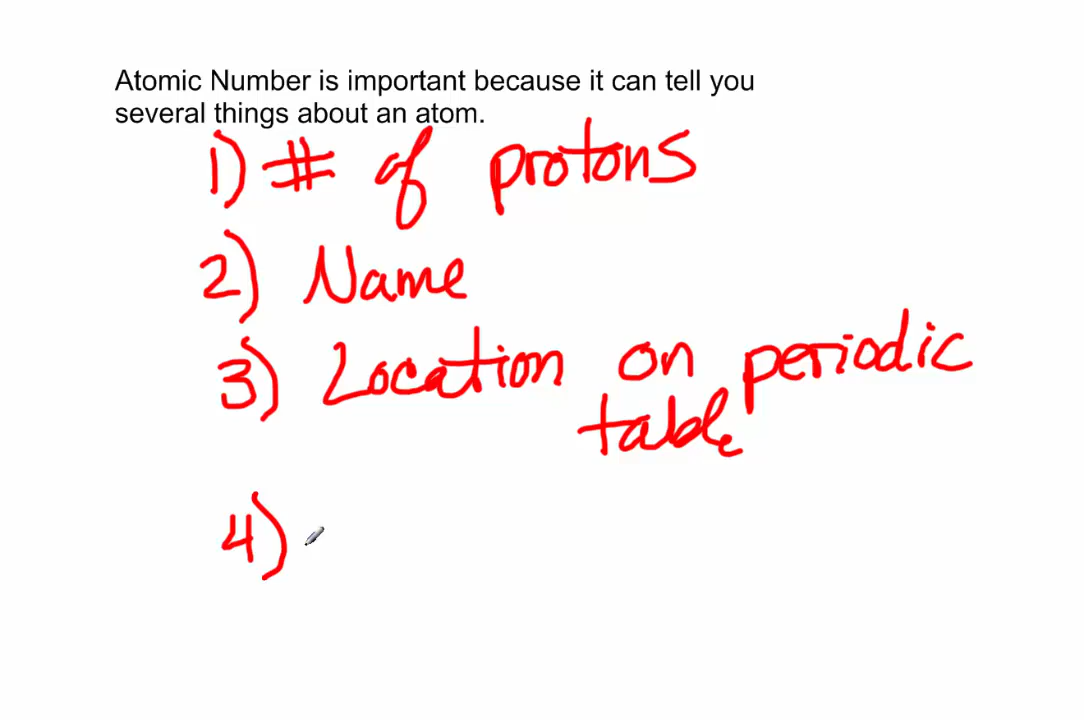 Atomic Number is important because it can tell you
several things about an atom.
1) # of protons
2) Name
3) Location on periodic
table
4)